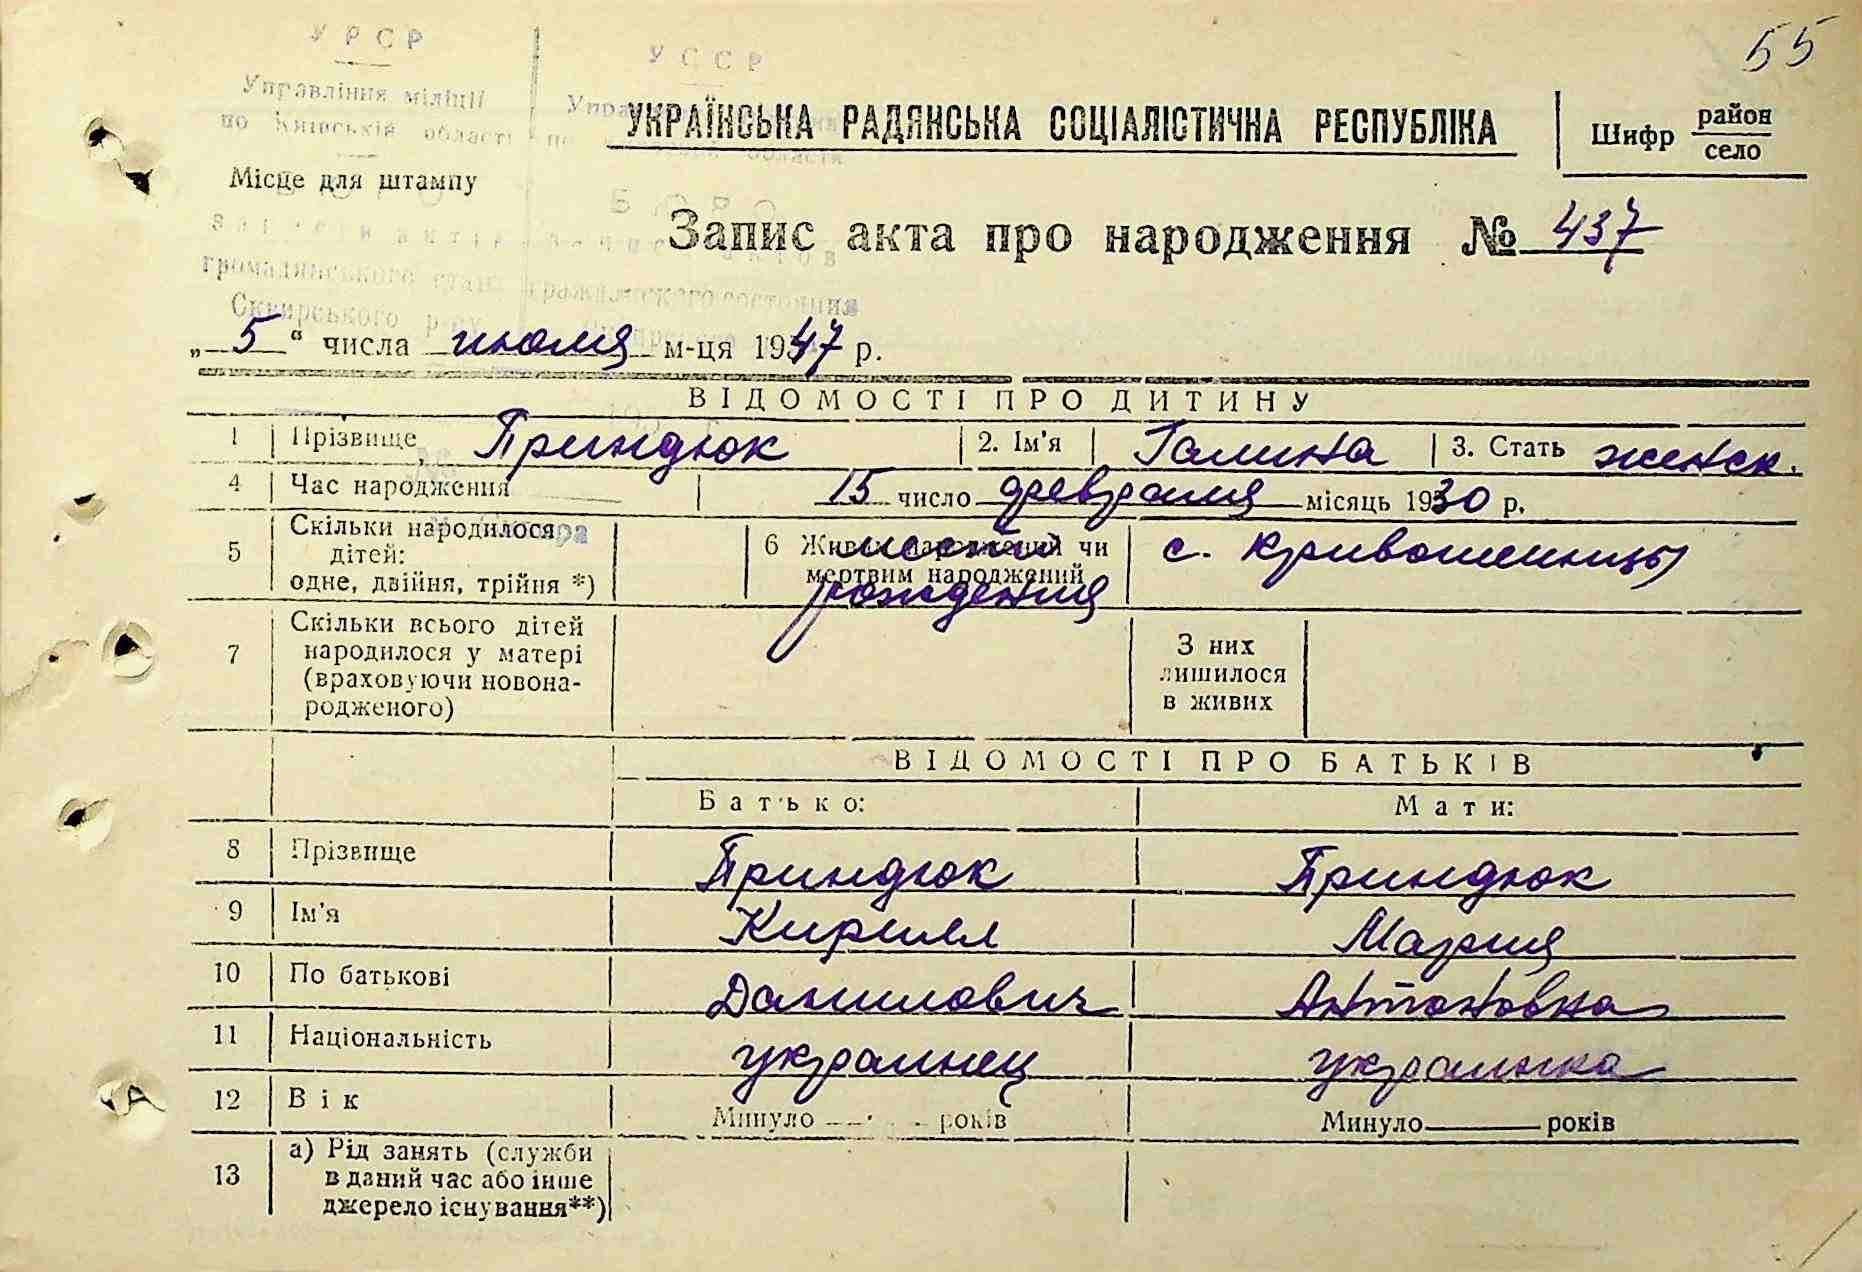 55
УРСР
УССР
Управління міліції
по Київській області
УКРАЇНСЬКА РАДЯНСЬКА СОЦІАЛІСТИЧНА РЕСПУБЛІКА
Шифр район
село
Місце для штампу
Запис акта про народження № 437
громадянського стану гражданского состояния
Сквирського р-ну
„5“ числа июля м-ця 1947 р.
ВІДОМОСТІ ПРО ДИТИНУ
1 Прізвище Приндюк 2. Ім'я Галина 3. Стать женск.
4 Час народження 15 число февраля місяць 1930 р.
5 Скільки народилося
дітей:
одне, двійня, трійня *)
6 Живим народжений чи
мертвим народжений
место
рождения
с. Кривошеинцы
7 Скільки всього дітей
народилося у матері
(враховуючи новона-
родженого)
З них
лишилося
в живих
ВІДОМОСТІ ПРО БАТЬКІВ
Батько: Мати:
8 Прізвище Приндюк Приндюк
9 Ім'я Кирилл Мария
10 По батькові Данилович Антоновна
11 Національність украинец украинка
12 Вік Минуло років Минуло років
13 а) Рід занять (служби
в даний час або інше
джерело існування**)